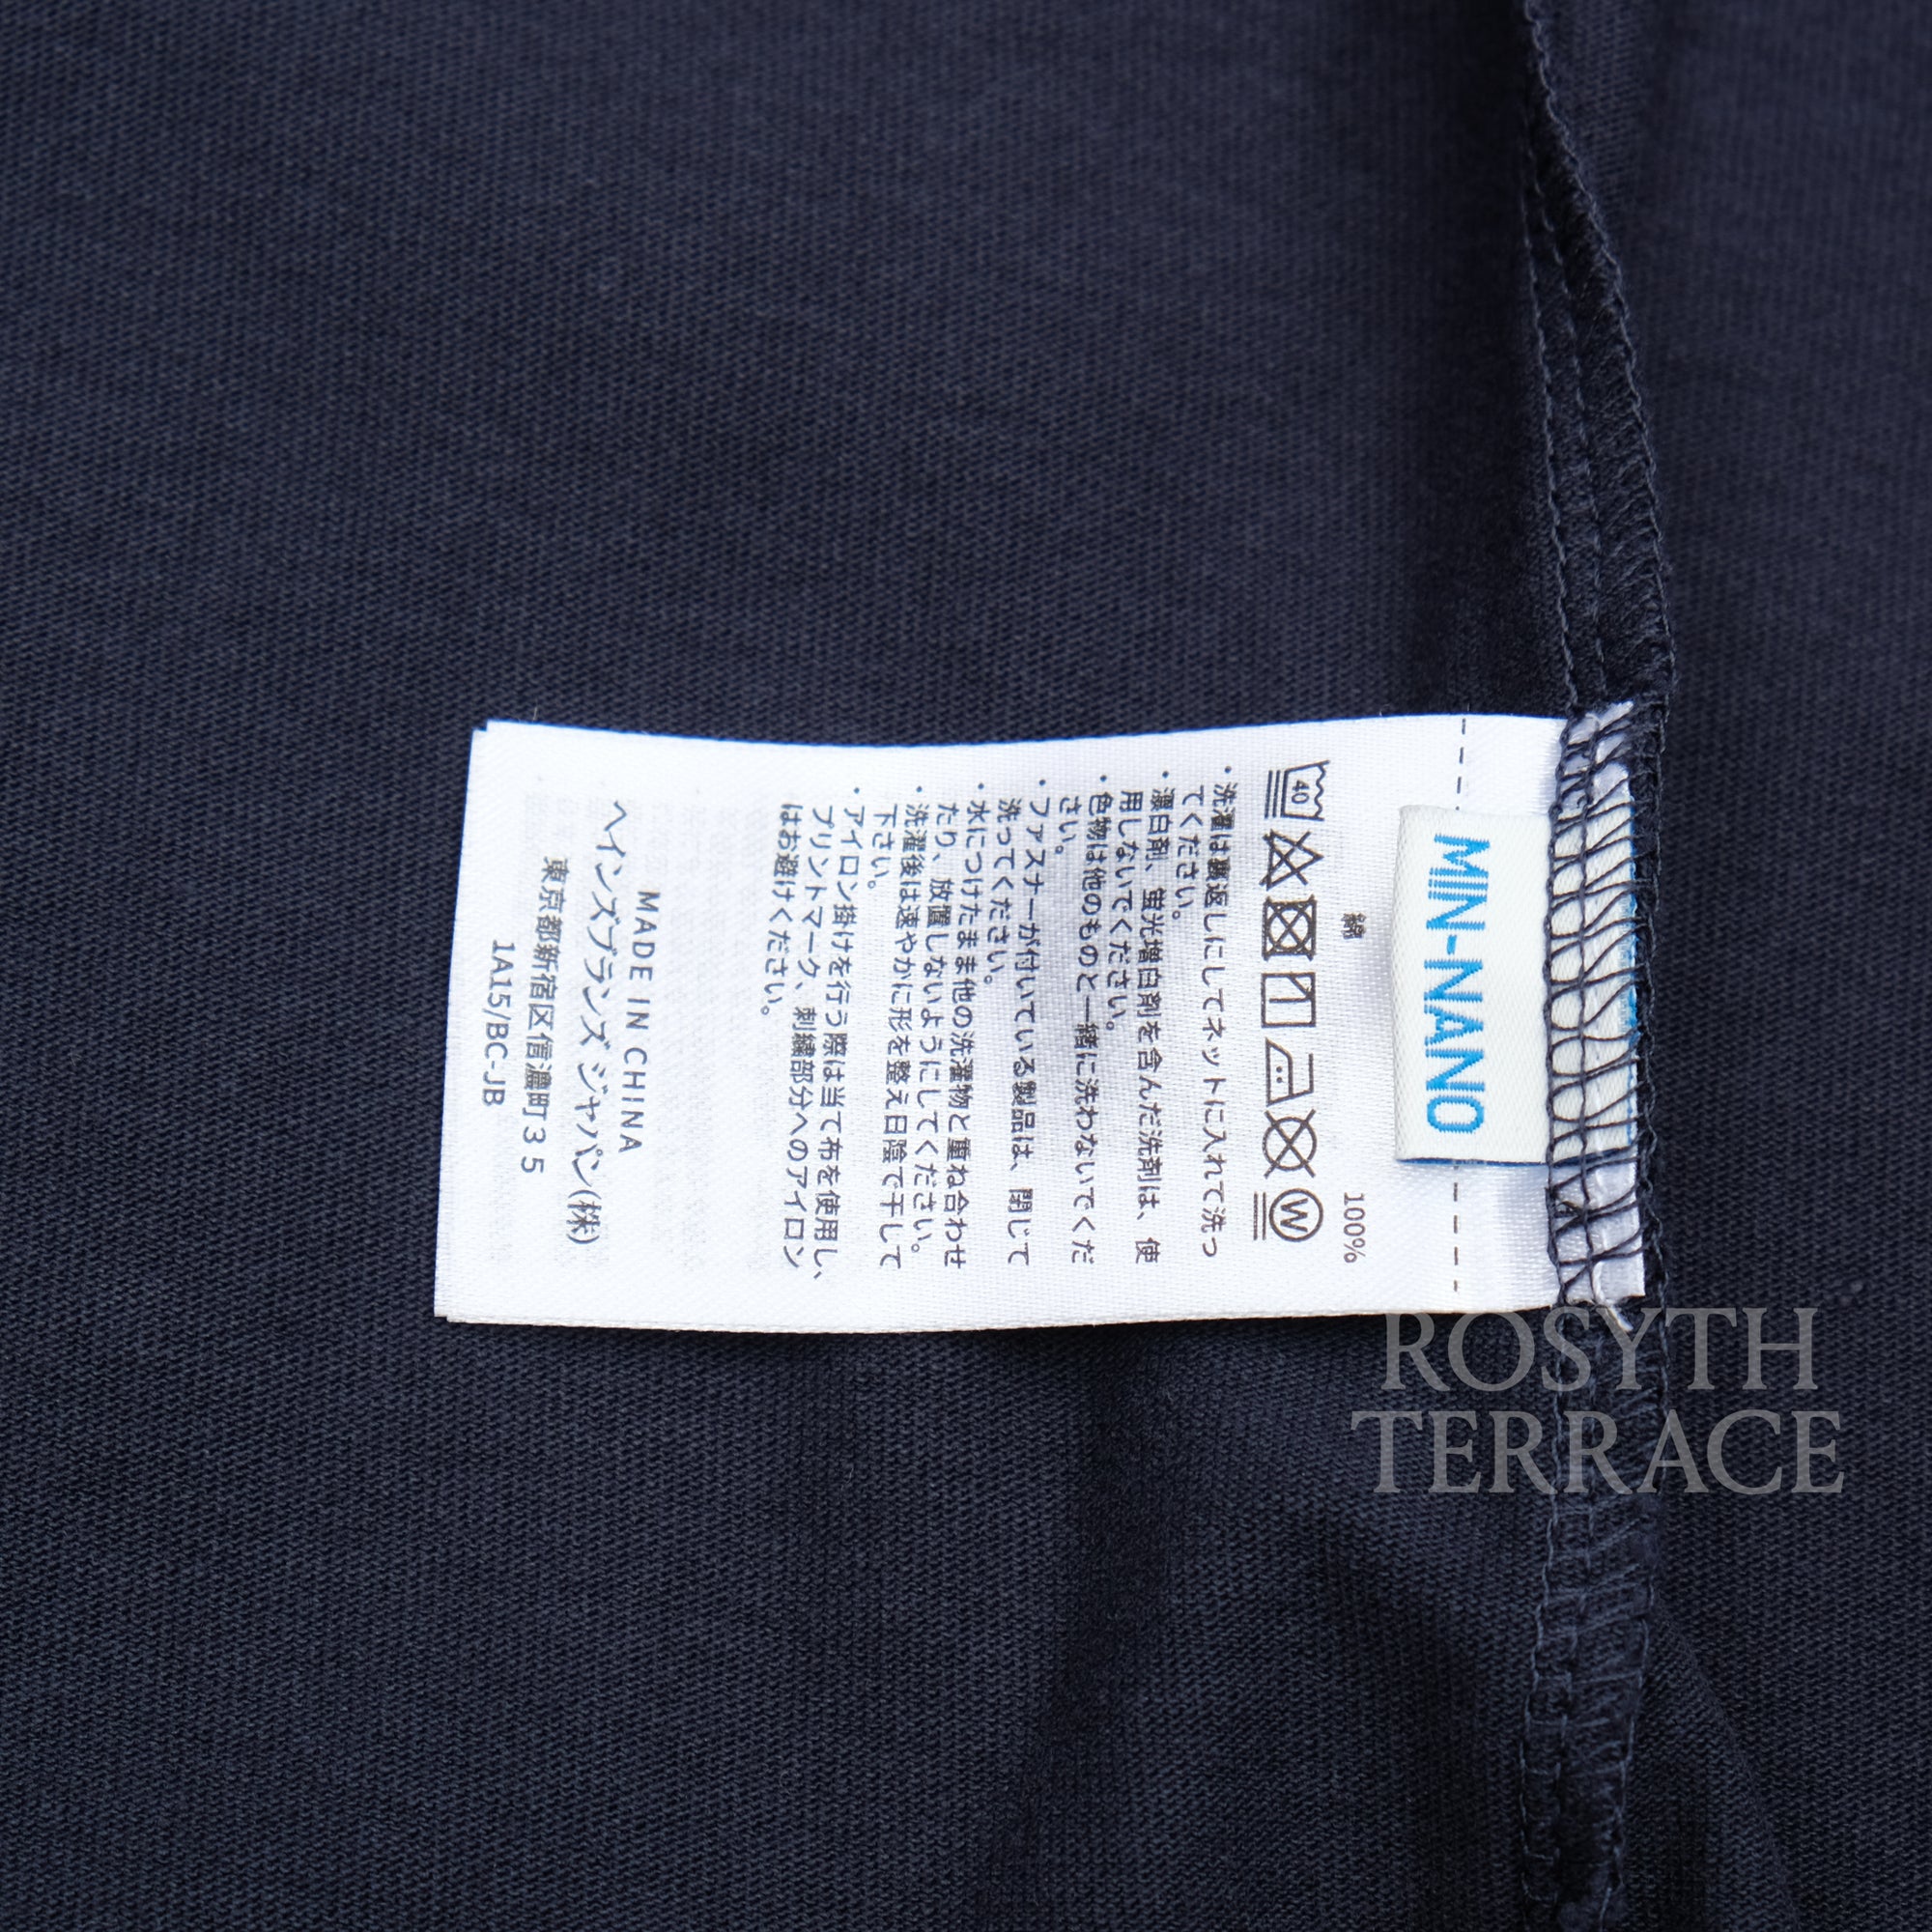 MIN-NANO
綿 100%
40
W
・洗濯は裏返しにしてネットに入れて洗っ
てください。
・漂白剤、蛍光増白剤を含んだ洗剤は、使
用しないでください。
・色物は他のものと一緒に洗わないでくだ
さい。
・ファスナーが付いている製品は、閉じて
洗ってください。
・水につけたまま他の洗濯物と重ね合わせ
たり、放置しないようにしてください。
・洗濯後は速やかに形を整え日陰で干して
下さい。
・アイロン掛けを行う際は当て布を使用し、
プリントマーク、刺繍部分へのアイロン
はお避けください。
MADE IN CHINA
ヘインズブランズ ジャパン(株)
東京都新宿区信濃町35
1A15/BC-JB
ROSYTH
TERRACE